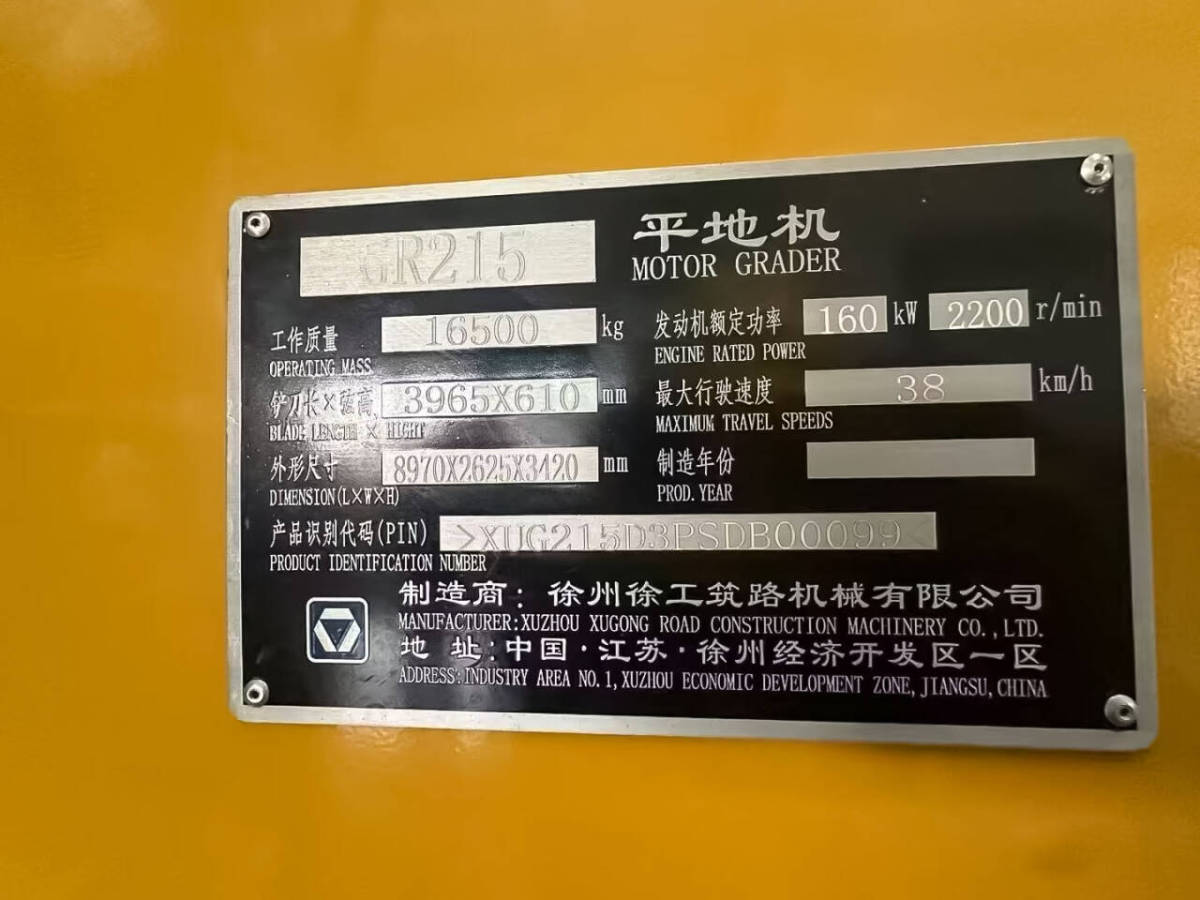 GR215 平地机
MOTOR GRADER
工作质量 16500 kg 发动机额定功率 160 kW 2200 r/min
OPERATING MASS ENGINE RATED POWER
铲刀长×弦高 3965X610 mm 最大行驶速度 38 km/h
BLADE LENGTH × HIGHT MAXIMUM TRAVEL SPEEDS
外形尺寸 8970X2625X3420 mm 制造年份
DIMENSION(L×W×H) PROD. YEAR
产品识别代码(PIN) >XUG215D3PSDB00099
PRODUCT IDENTIFICATION NUMBER
制造商: 徐州徐工筑路机械有限公司
MANUFACTURER:XUZHOU XUGONG ROAD CONSTRUCTION MACHINERY CO.,LTD.
地 址:中国·江苏·徐州经济开发区一区
ADDRESS:INDUSTRY AREA NO.1,XUZHOU ECONOMIC DEVELOPMENT ZONE,JIANGSU,CHINA